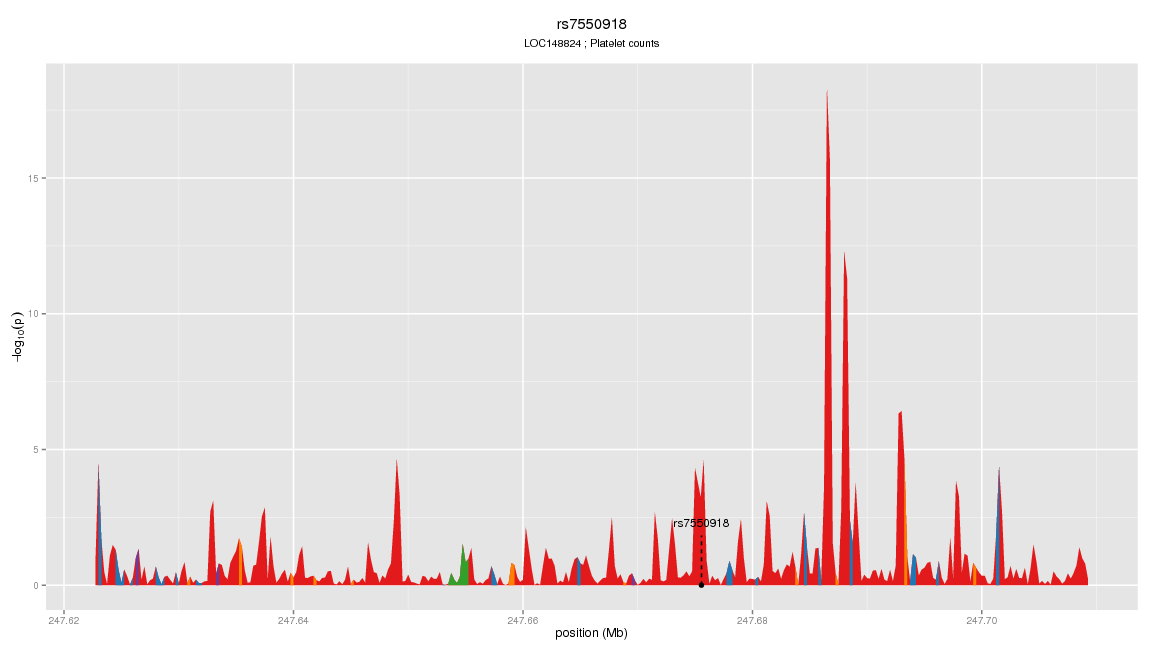 rs7550918
LOC148824 ; Platelet counts
15
10
5
0
−log10(p)
rs7550918
247.62
247.64
247.66
247.68
247.70
position (Mb)